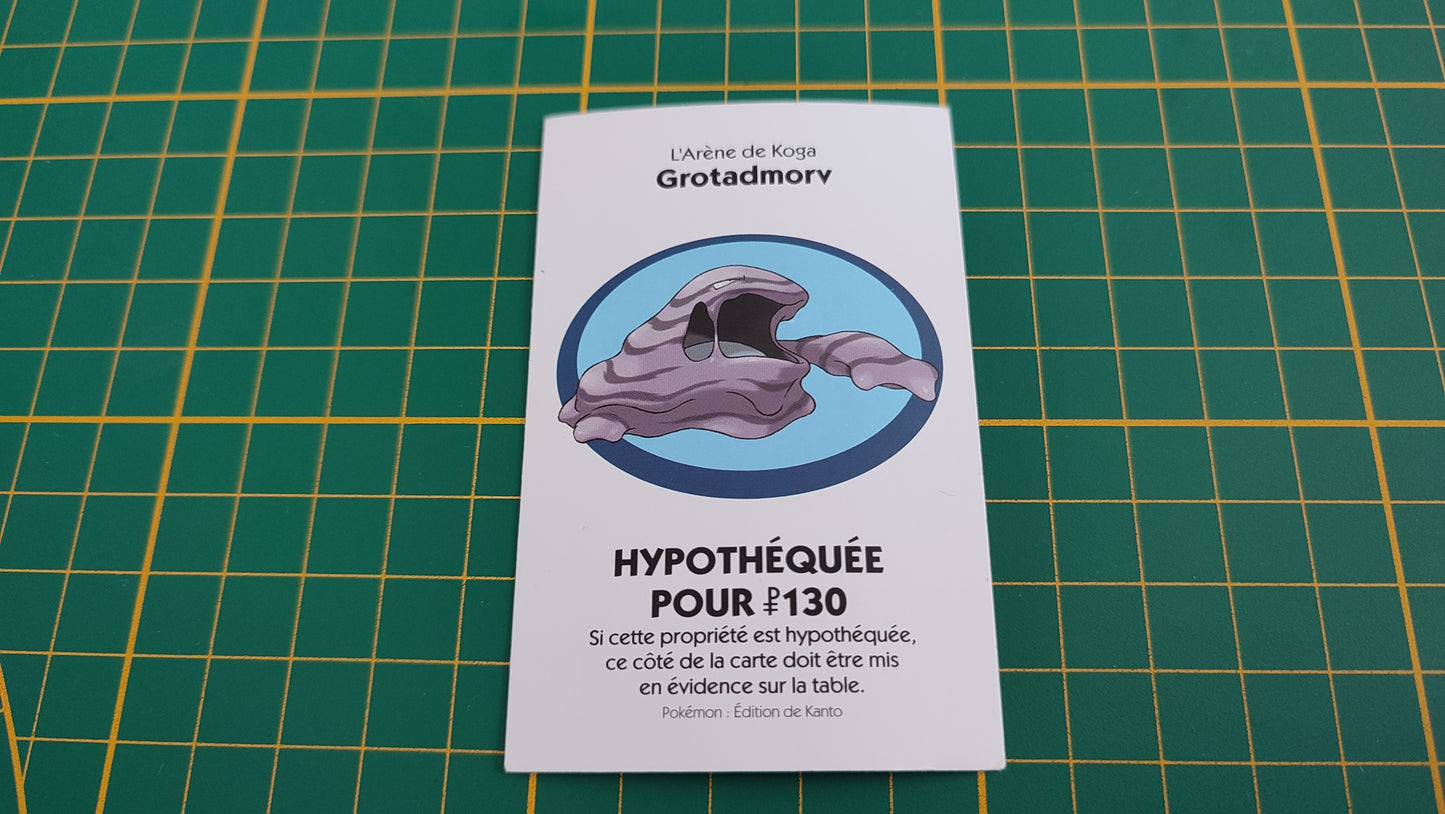 L'Arène de Koga
Grotadmorv
HYPOTHÉQUÉE
POUR ₽130
Si cette propriété est hypothéquée,
ce côté de la carte doit être mis
en évidence sur la table.
Pokémon : Édition de Kanto